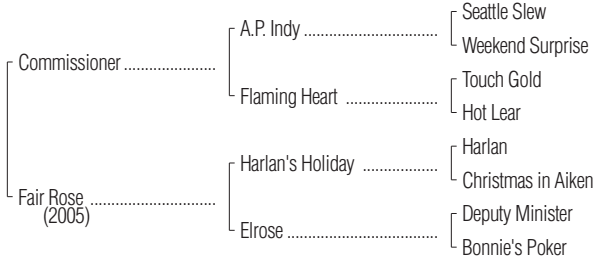 Seattle Slew
A.P. Indy ..............................
Weekend Surprise
Commissioner .....................
Touch Gold
Flaming Heart .....................
Hot Lear
Harlan
Harlan's Holiday .................
Christmas in Aiken
Fair Rose ............................
(2005)
Deputy Minister
Elrose ..................................
Bonnie's Poker